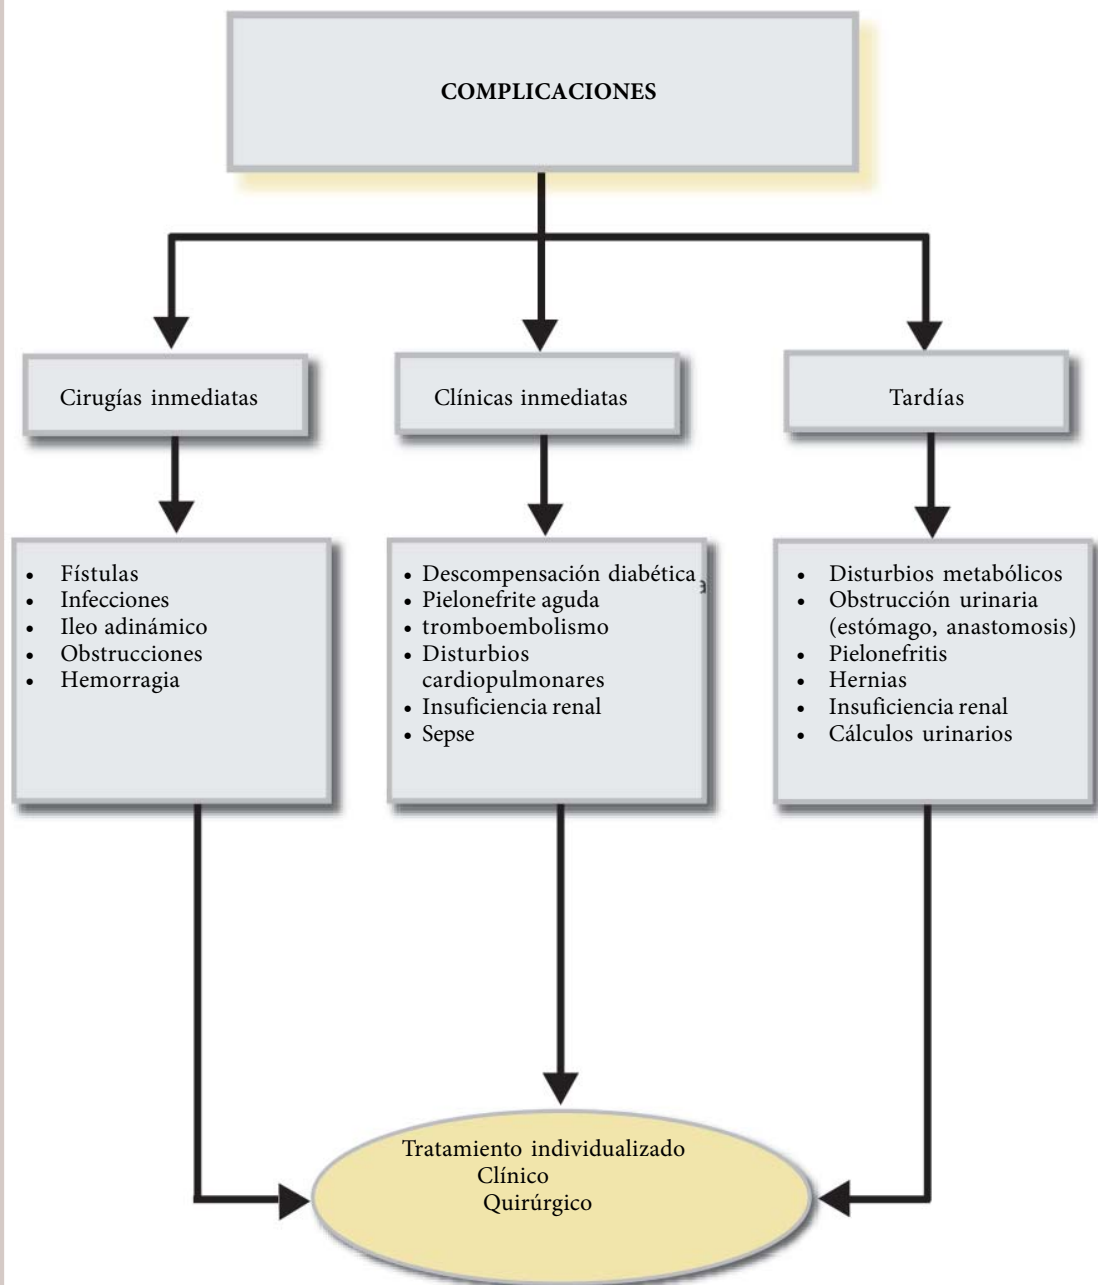 COMPLICACIONES
Cirugías inmediatas
Clínicas inmediatas
Tardías
• Fístulas
• Infecciones
• Ileo adinámico
• Obstrucciones
• Hemorragia
• Descompensación diabética
a
• Pielonefrite aguda
• tromboembolismo
• Disturbios
cardiopulmonares
• Insuficiencia renal
• Sepse
• Disturbios metabólicos
• Obstrucción urinaria
(estómago, anastomosis)
• Pielonefritis
• Hernias
• Insuficiencia renal
• Cálculos urinarios
Tratamiento individualizado
Clínico
Quirúrgico